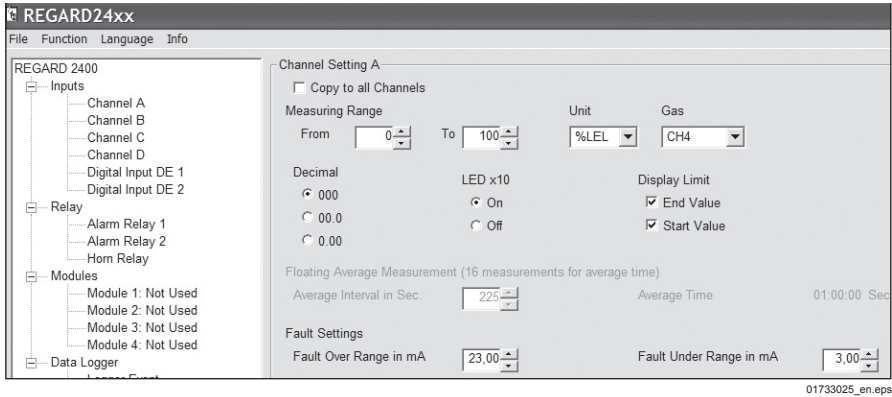 REGARD24xx
File Function Language Info
REGARD 2400
Inputs
Channel A
Channel B
Channel C
Channel D
Digital Input DE 1
Digital Input DE 2
Relay
Alarm Relay 1
Alarm Relay 2
Horn Relay
Modules
Module 1: Not Used
Module 2: Not Used
Module 3: Not Used
Module 4: Not Used
Data Logger
Logger Event
Channel Setting A
Copy to all Channels
Measuring Range
Unit Gas
From 0 To 100 %LEL CH4
Decimal
000
00.0
0.00
LED x10
On
Off
Display Limit
End Value
Start Value
Floating Average Measurement (16 measurements for average time)
Average Interval in Sec. 225 Average Time 01:00:00 Sec
Fault Settings
Fault Over Range in mA 23,00 Fault Under Range in mA 3,00
01733025_en.eps